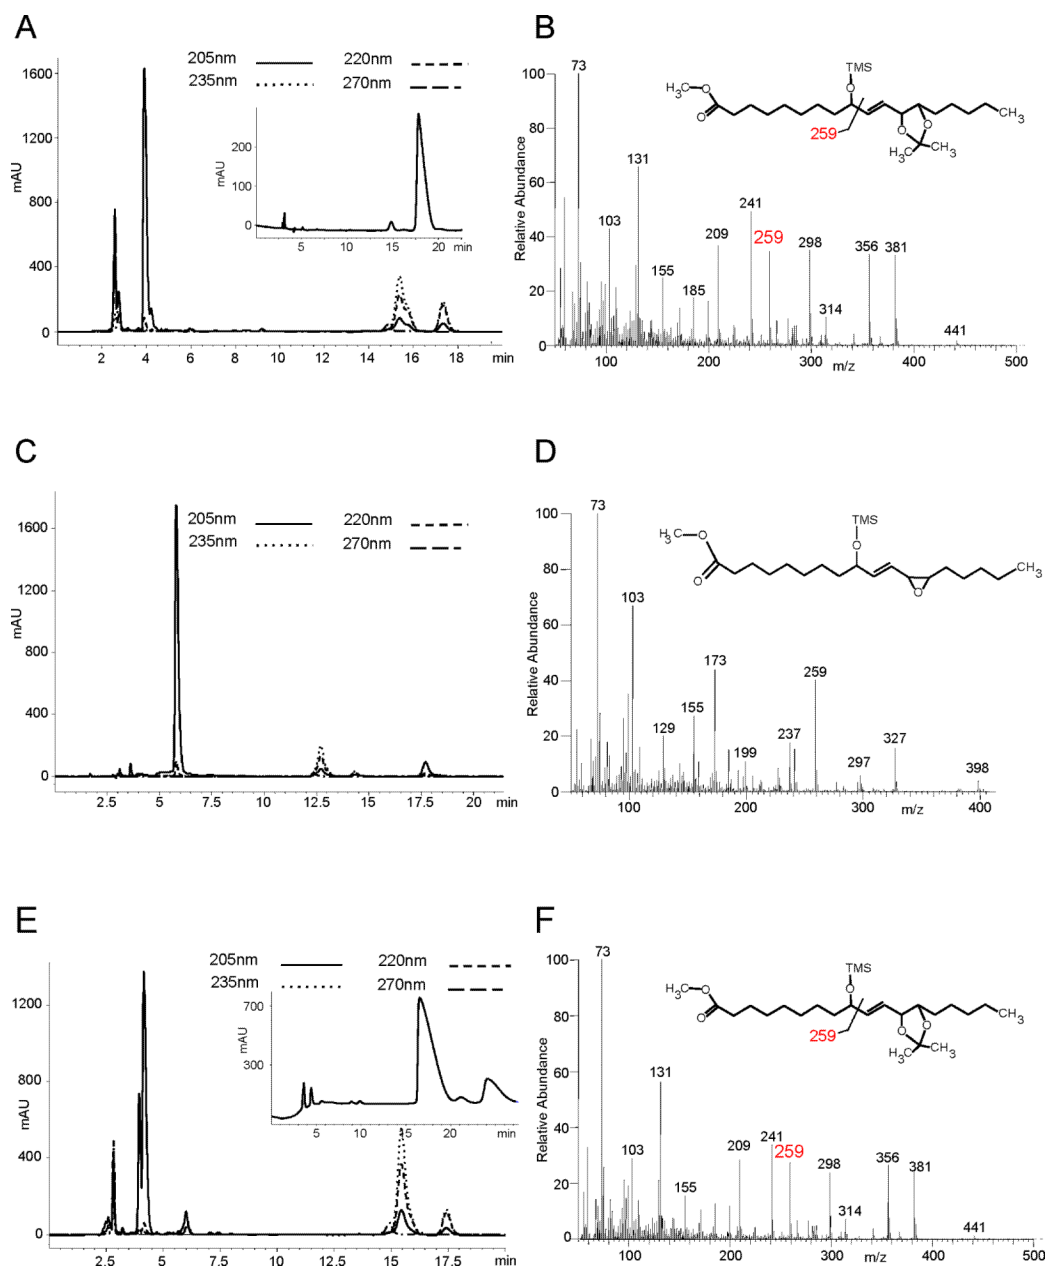 A
205nm 220nm
235nm 270nm
1600
1200
800
400
0
mAU
200
100
0
mAU
5 10 15 20 min
2 4 6 8 10 12 14 16 18 min
B
100
80
60
40
20
0
Relative Abundance
73
131
103
155
185
209
241
259
298
314
356
381
441
100 200 300 400 500
m/z
TMS
O
H3C O
O
259
CH3
O O
H3C CH3
C
205nm 220nm
235nm 270nm
1600
1200
800
400
0
mAU
2.5 5 7.5 10 12.5 15 17.5 20 min
D
100
80
60
40
20
0
Relative Abundance
73
103
129
155
173
199
237
259
297
327
398
100 200 300 400
m/z
TMS
O
H3C O
O
CH3
O
E
205nm 220nm
235nm 270nm
1200
800
400
0
mAU
700
300
mAU
5 10 15 20 min
2.5 5 7.5 10 12.5 15 17.5 min
F
100
80
60
40
20
0
Relative Abundance
73
131
103
155
209
241
259
298
314
356
381
441
100 200 300 400 500
m/z
TMS
O
H3C O
O
259
CH3
O O
H3C CH3